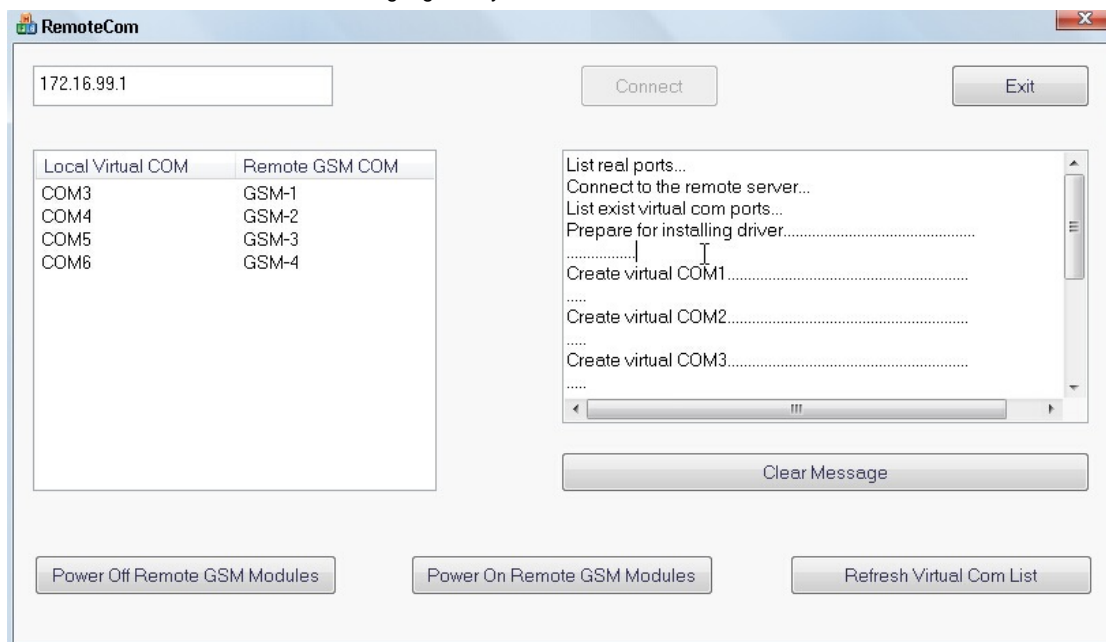 RemoteCom
172.16.99.1
Connect
Exit
Local Virtual COM Remote GSM COM
COM3 GSM-1
COM4 GSM-2
COM5 GSM-3
COM6 GSM-4
List real ports...
Connect to the remote server...
List exist virtual com ports...
Prepare for installing driver...............................................
.................
Create virtual COM1...........................................................
.....
Create virtual COM2...........................................................
.....
Create virtual COM3...........................................................
.....
Clear Message
Power Off Remote GSM Modules
Power On Remote GSM Modules
Refresh Virtual Com List